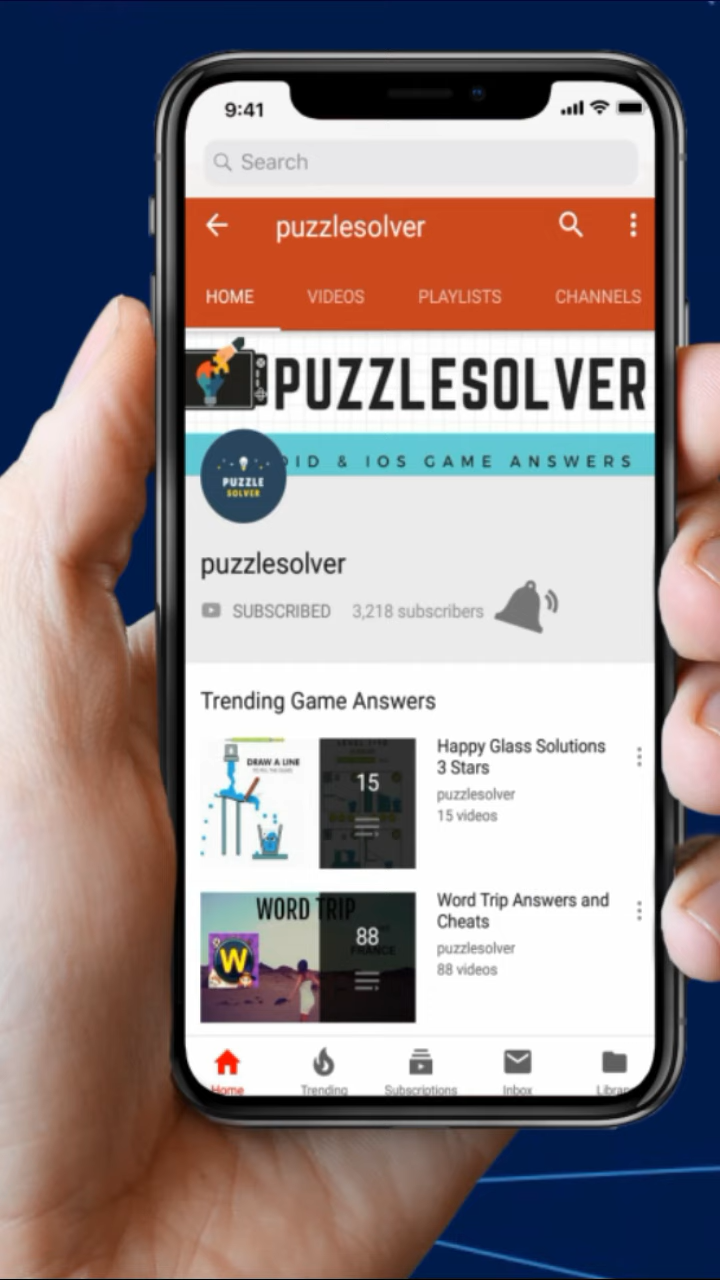 9:41
Search
puzzlesolver
HOME VIDEOS PLAYLISTS CHANNELS
PUZZLESOLVER
ID & IOS GAME ANSWERS
PUZZLE
SOLVER
puzzlesolver
SUBSCRIBED 3,218 subscribers
Trending Game Answers
DRAW A LINE
15
Happy Glass Solutions
3 Stars
puzzlesolver
15 videos
WORD TRIP
W
88
FRANCE
Word Trip Answers and
Cheats
puzzlesolver
88 videos
Home Trending Subscriptions Inbox Librar